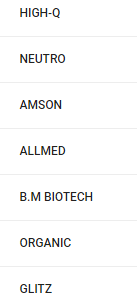 HIGH-Q
NEUTRO
AMSON
ALLMED
B.M BIOTECH
ORGANIC
GLITZ